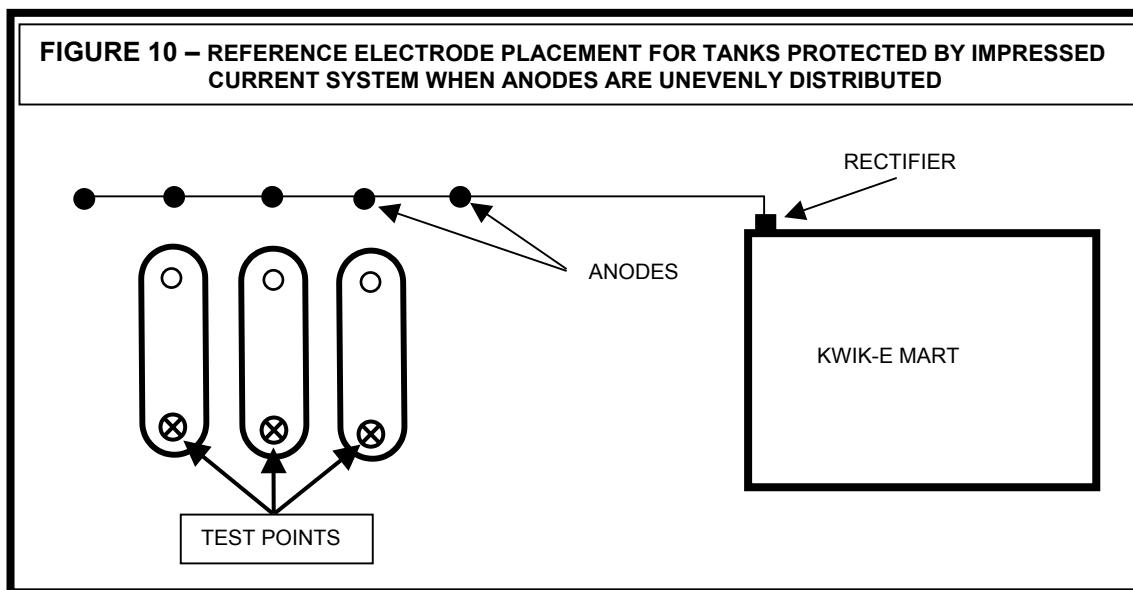 FIGURE 10 – REFERENCE ELECTRODE PLACEMENT FOR TANKS PROTECTED BY IMPRESSED
CURRENT SYSTEM WHEN ANODES ARE UNEVENLY DISTRIBUTED
RECTIFIER
ANODES
KWIK-E MART
TEST POINTS